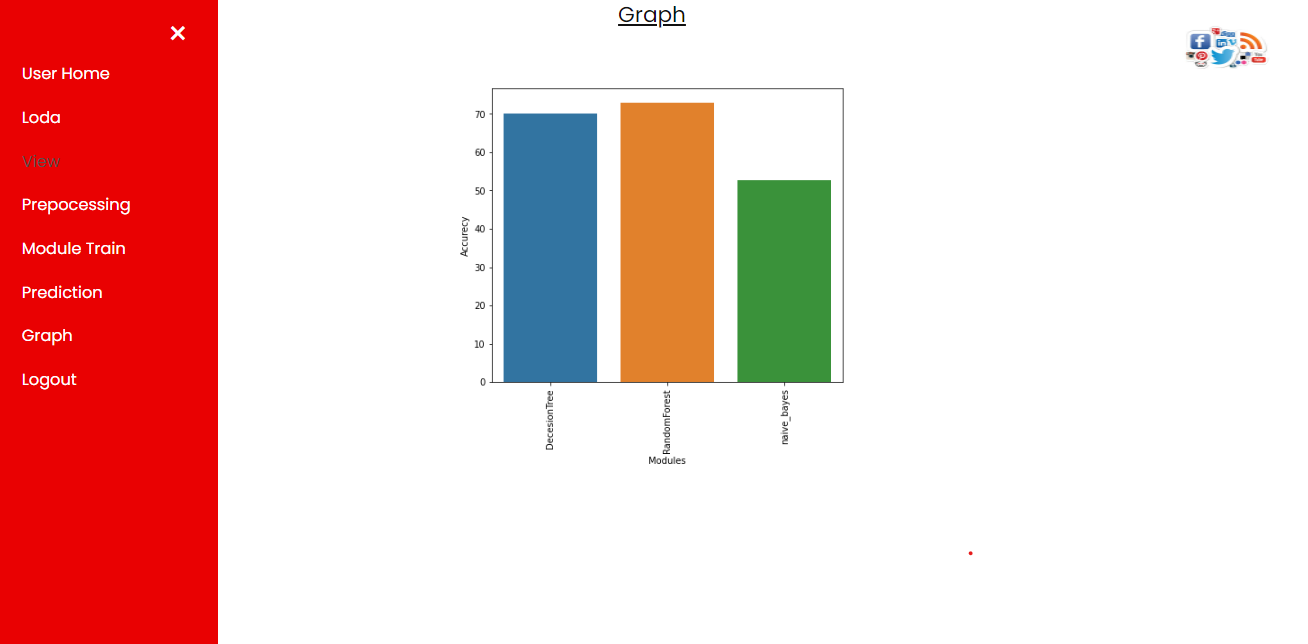 Graph
×
User Home
Loda
View
Prepocessing
Module Train
Prediction
Graph
Logout
70
60
50
40
30
20
10
0
Accurecy
DecesionTree
RandomForest
naive_bayes
Modules